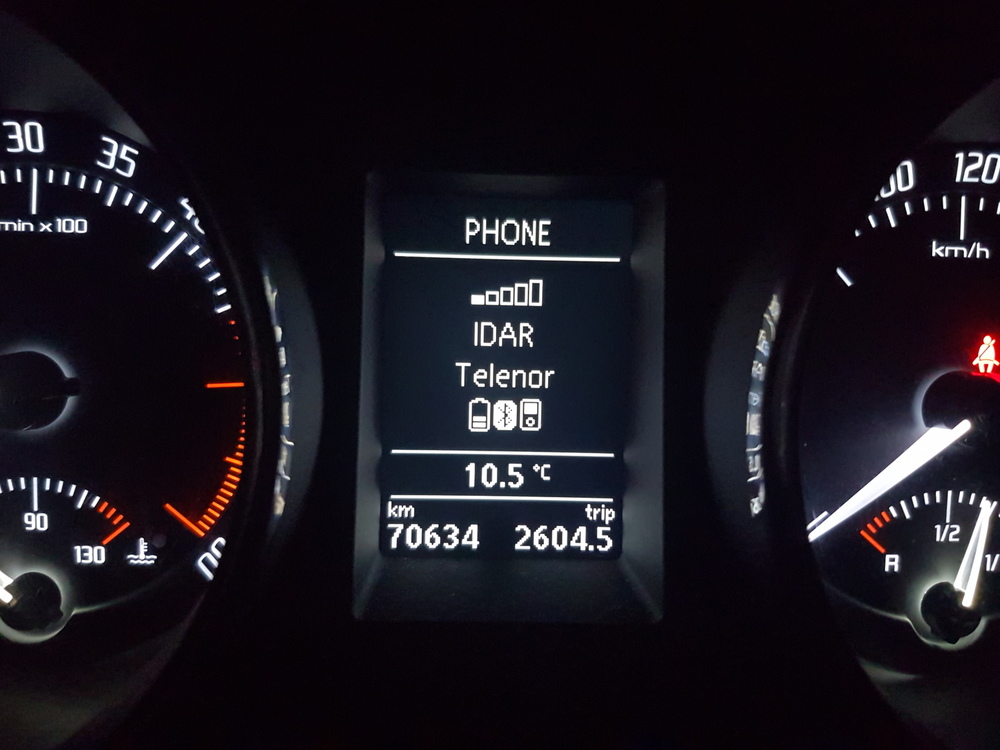 30
35
min x100
90
130
PHONE
IDAR
Telenor
10.5 °C
km trip
70634 2604.5
120
km/h
R
1/2